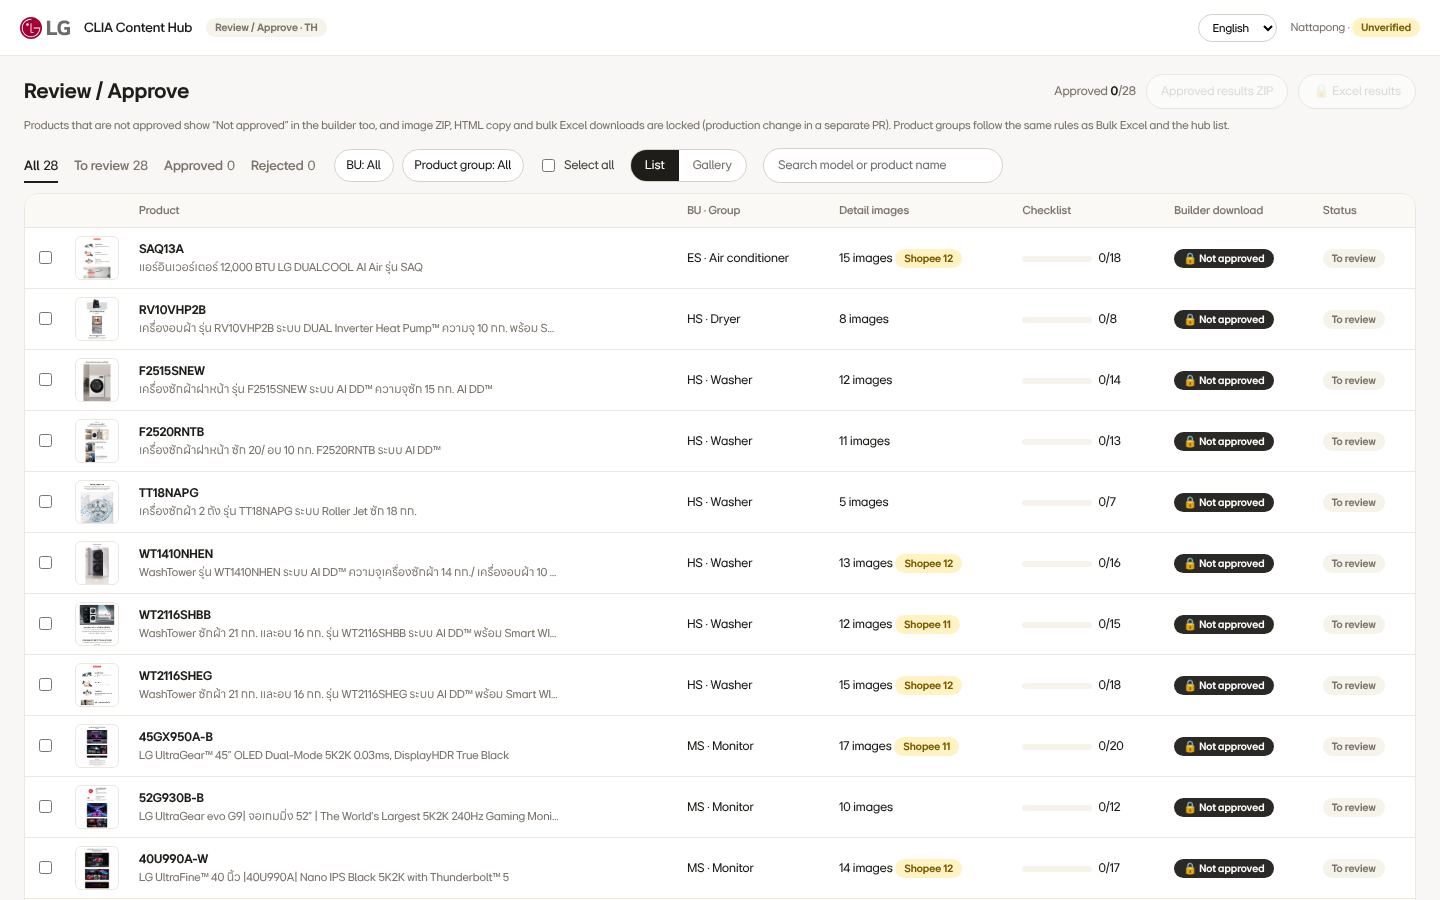 LG CLIA Content Hub Review / Approve · TH English Nattapong · Unverified
Review / Approve Approved 0/28 Approved results ZIP 🔒 Excel results
Products that are not approved show "Not approved" in the builder too, and image ZIP, HTML copy and bulk Excel downloads are locked (production change in a separate PR). Product groups follow the same rules as Bulk Excel and the hub list.
All 28 To review 28 Approved 0 Rejected 0 BU: All Product group: All Select all List Gallery Search model or product name
Product BU · Group Detail images Checklist Builder download Status
SAQ13A
แอร์อินเวอร์เตอร์ 12,000 BTU LG DUALCOOL AI Air รุ่น SAQ
ES · Air conditioner 15 images Shopee 12 0/18 🔒 Not approved To review
RV10VHP2B
เครื่องอบผ้า รุ่น RV10VHP2B ระบบ DUAL Inverter Heat Pump™ ความจุ 10 กก. พร้อม S...
HS · Dryer 8 images 0/8 🔒 Not approved To review
F2515SNEW
เครื่องซักผ้าฝาหน้า รุ่น F2515SNEW ระบบ AI DD™ ความจุซัก 15 กก. AI DD™
HS · Washer 12 images 0/14 🔒 Not approved To review
F2520RNTB
เครื่องซักผ้าฝาหน้า ซัก 20/ อบ 10 กก. F2520RNTB ระบบ AI DD™
HS · Washer 11 images 0/13 🔒 Not approved To review
TT18NAPG
เครื่องซักผ้า 2 ถัง รุ่น TT18NAPG ระบบ Roller Jet ซัก 18 กก.
HS · Washer 5 images 0/7 🔒 Not approved To review
WT1410NHEN
WashTower รุ่น WT1410NHEN ระบบ AI DD™ ความจุเครื่องซักผ้า 14 กก./ เครื่องอบผ้า 10 ...
HS · Washer 13 images Shopee 12 0/16 🔒 Not approved To review
WT2116SHBB
WashTower ซักผ้า 21 กก. และอบ 16 กก. รุ่น WT2116SHBB ระบบ AI DD™ พร้อม Smart WI...
HS · Washer 12 images Shopee 11 0/15 🔒 Not approved To review
WT2116SHEG
WashTower ซักผ้า 21 กก. และอบ 16 กก. รุ่น WT2116SHEG ระบบ AI DD™ พร้อม Smart WI...
HS · Washer 15 images Shopee 12 0/18 🔒 Not approved To review
45GX950A-B
LG UltraGear™ 45" OLED Dual-Mode 5K2K 0.03ms, DisplayHDR True Black
MS · Monitor 17 images Shopee 11 0/20 🔒 Not approved To review
52G930B-B
LG UltraGear evo G9| จอเกมมิ่ง 52" | The World's Largest 5K2K 240Hz Gaming Moni...
MS · Monitor 10 images 0/12 🔒 Not approved To review
40U990A-W
LG UltraFine™ 40 นิ้ว |40U990A| Nano IPS Black 5K2K with Thunderbolt™ 5
MS · Monitor 14 images Shopee 12 0/17 🔒 Not approved To review